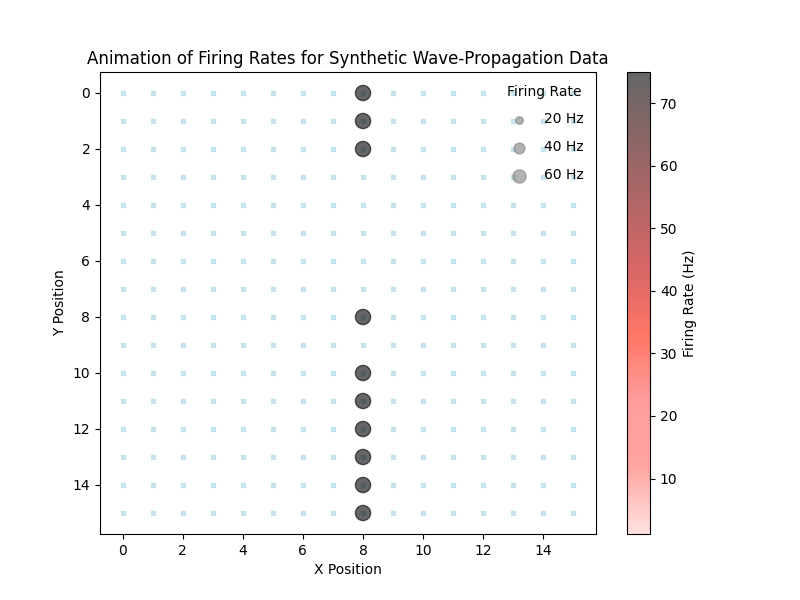 Animation of Firing Rates for Synthetic Wave-Propagation Data
Firing Rate
20 Hz
40 Hz
60 Hz
0
2
4
6
8
10
12
14
Y Position
0 2 4 6 8 10 12 14
X Position
70
60
50
40
30
20
10
Firing Rate (Hz)